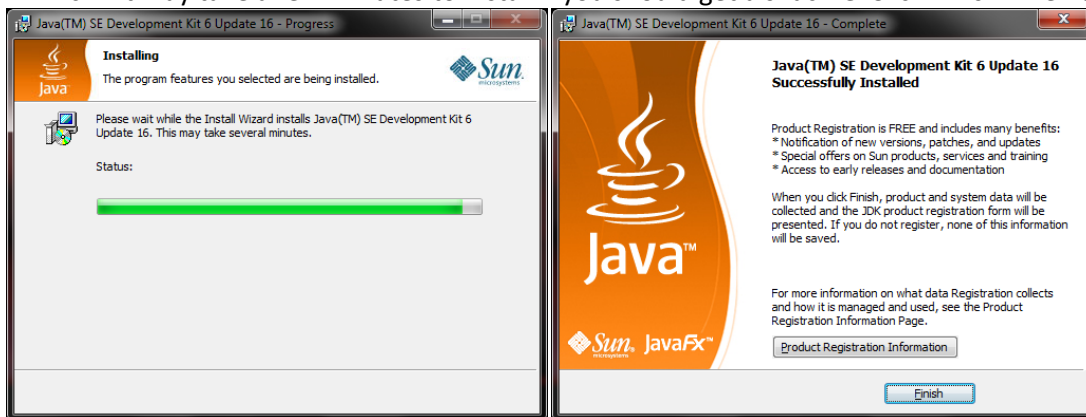 Java(TM) SE Development Kit 6 Update 16 - Progress
Installing
The program features you selected are being installed.
Java
Sun
microsystems
Please wait while the Install Wizard installs Java(TM) SE Development Kit 6
Update 16. This may take several minutes.
Status:
Java(TM) SE Development Kit 6 Update 16 - Complete
Java(TM) SE Development Kit 6 Update 16
Successfully Installed
Product Registration is FREE and includes many benefits:
* Notification of new versions, patches, and updates
* Special offers on Sun products, services and training
* Access to early releases and documentation
When you click Finish, product and system data will be
collected and the JDK product registration form will be
presented. If you do not register, none of this information
will be saved.
Java™
For more information on what data Registration collects
and how it is managed and used, see the Product
Registration Information Page.
Sun JavaFX™
microsystems
Product Registration Information
Finish